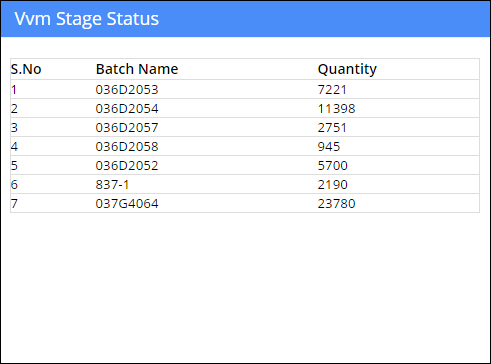 Vvm Stage Status
S.No Batch Name Quantity
1 036D2053 7221
2 036D2054 11398
3 036D2057 2751
4 036D2058 945
5 036D2052 5700
6 837-1 2190
7 037G4064 23780